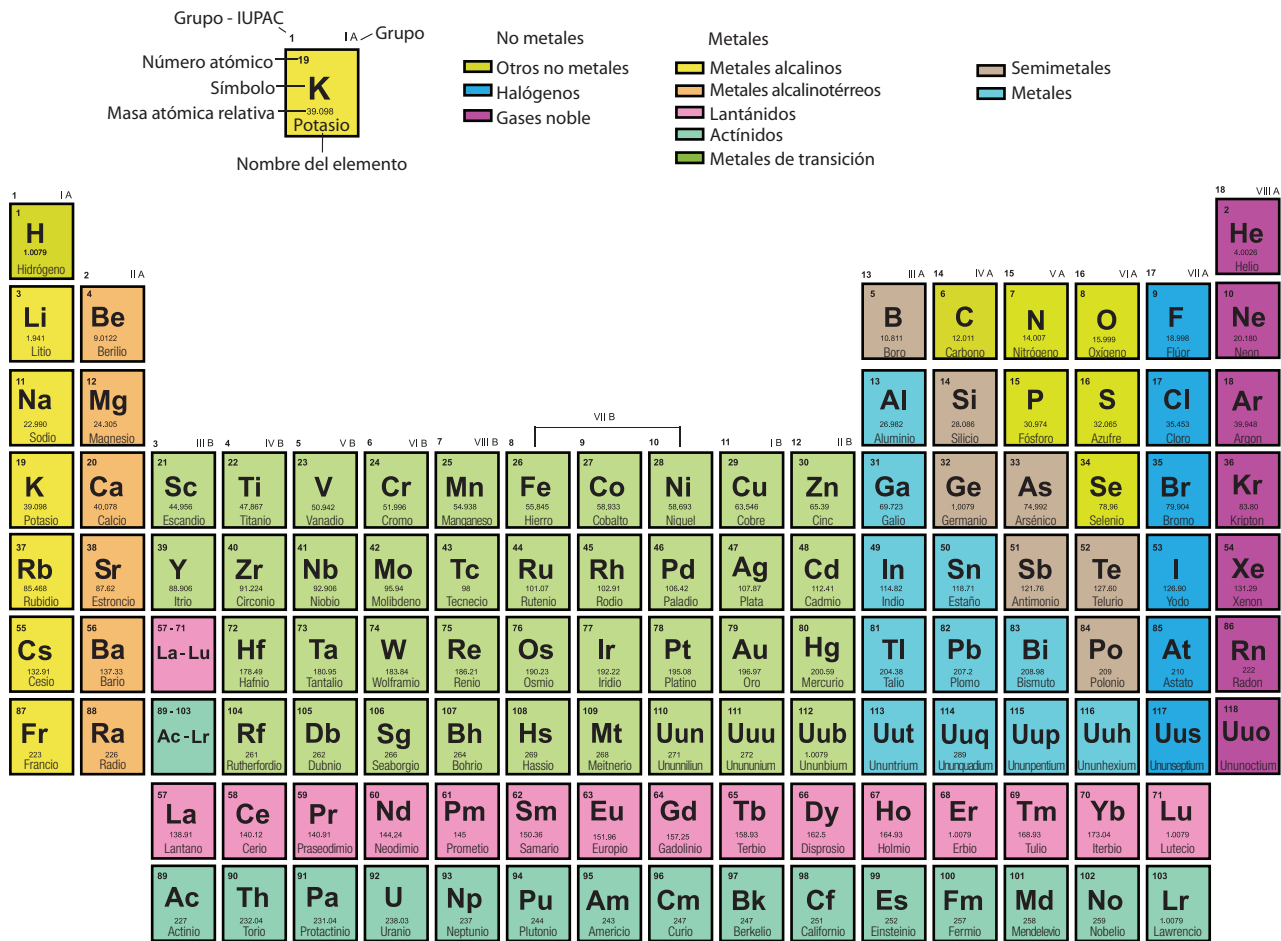 Grupo - IUPAC
1
I A
Grupo
Número atómico
19
Símbolo
K
Masa atómica relativa
39.098
Potasio
Nombre del elemento
No metales
Otros no metales
Halógenos
Gases noble
Metales
Metales alcalinos
Metales alcalinotérreos
Lantánidos
Actínidos
Metales de transición
Semimetales
Metales
1 I A
18 VIII A
1 2
H He
1.0079 4.0026
Hidrógeno Helio
2 II A 13 III A 14 IV A 15 V A 16 VI A 17 VII A
3 4 5 6 7 8 9 10
Li Be B C N O F Ne
1.941 9.0122 10.811 12.011 14.007 15.999 18.998 20.180
Litio Berilio Boro Carbono Nitrógeno Oxígeno Flúor Neon
11 12 13 14 15 16 17 18
Na Mg Al Si P S Cl Ar
22.990 24.305 26.982 28.086 30.974 32.065 35.453 39.948
Sodio Magnesio Aluminio Silicio Fósforo Azufre Cloro Argon
VII B
3 III B 4 IV B 5 V B 6 VI B 7 VIII B 8 9 10 11 I B 12 II B
19 20 21 22 23 24 25 26 27 28 29 30 31 32 33 34 35 36
K Ca Sc Ti V Cr Mn Fe Co Ni Cu Zn Ga Ge As Se Br Kr
39.098 40,078 44,956 47,867 50.942 51,996 54.938 55,845 58,933 58,693 63,546 65.39 69.723 1,0079 74,992 78,96 79,904 83.80
Potasio Calcio Escandio Titanio Vanadio Cromo Manganeso Hierro Cobalto Niquel Cobre Cinc Galio Germanio Arsénico Selenio Bromo Kripton
37 38 39 40 41 42 43 44 45 46 47 48 49 50 51 52 53 54
Rb Sr Y Zr Nb Mo Tc Ru Rh Pd Ag Cd In Sn Sb Te I Xe
85.468 87.62 88.906 91.224 92.906 95.94 98 101.07 102.91 106.42 107.87 112.41 114.82 118.71 121.76 127.60 126.90 131.29
Rubidio Estroncio Itrio Circonio Niobio Molibdeno Tecnecio Rutenio Rodio Paladio Plata Cadmio Indio Estaño Antimonio Telurio Yodo Xenon
55 56 57 - 71 72 73 74 75 76 77 78 79 80 81 82 83 84 85 86
Cs Ba La - Lu Hf Ta W Re Os Ir Pt Au Hg Tl Pb Bi Po At Rn
132.91 137.33 178.49 180.95 183.84 186.21 190.23 192.22 195.08 196.97 200.59 204.38 207.2 208.98 209 210 222
Cesio Bario Hafnio Tantalio Wolframio Renio Osmio Iridio Platino Oro Mercurio Talio Plomo Bismuto Polonio Astato Radon
87 88 89 - 103 104 105 106 107 108 109 110 111 112 113 114 115 116 117 118
Fr Ra Ac - Lr Rf Db Sg Bh Hs Mt Uun Uuu Uub Uut Uuq Uup Uuh Uus Uuo
223 226 261 262 266 264 269 268 271 272 1.0079 289
Francio Radio Rutherfordio Dubnio Seaborgio Bohrio Hassio Meitnerio Ununniliun Unununium Ununbium Ununtrium Ununquadium Ununpentium Ununhexium Ununseptium Ununoctium
57 58 59 60 61 62 63 64 65 66 67 68 69 70 71
La Ce Pr Nd Pm Sm Eu Gd Tb Dy Ho Er Tm Yb Lu
138.91 140.12 140.91 144,24 145 150.36 151,96 157,25 158.93 162.5 164.93 1.0079 168.93 173.04 1.0079
Lantano Cerio Praseodimio Neodimio Prometio Samario Europio Gadolinio Terbio Disprosio Holmio Erbio Tulio Iterbio Lutecio
89 90 91 92 93 94 95 96 97 98 99 100 101 102 103
Ac Th Pa U Np Pu Am Cm Bk Cf Es Fm Md No Lr
227 232.04 231.04 238.03 237 244 243 247 247 251 252 257 258 259 1.0079
Actinio Torio Protactinio Uranio Neptunio Plutonio Americio Curio Berkelio Californio Einsteinio Fermio Mendelevio Nobelio Lawrencio